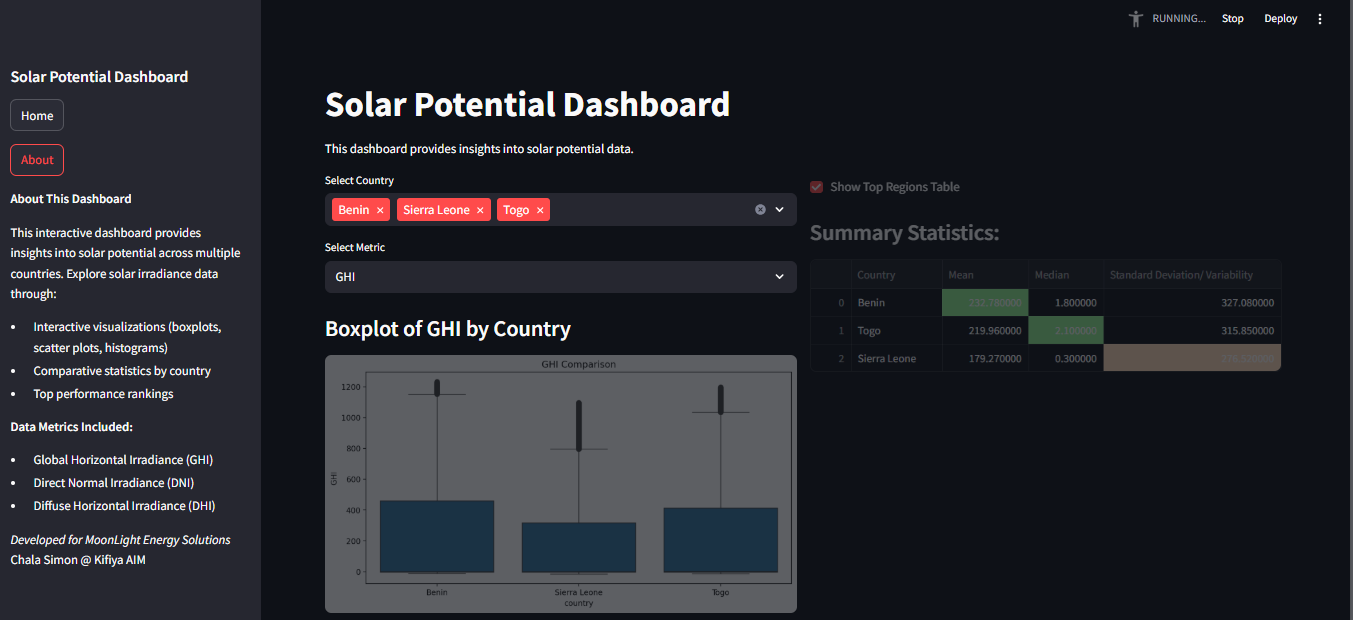 RUNNING...
Stop
Deploy
Solar Potential Dashboard
Home
About
About This Dashboard
This interactive dashboard provides
insights into solar potential across multiple
countries. Explore solar irradiance data
through:
• Interactive visualizations (boxplots,
scatter plots, histograms)
• Comparative statistics by country
• Top performance rankings
Data Metrics Included:
• Global Horizontal Irradiance (GHI)
• Direct Normal Irradiance (DNI)
• Diffuse Horizontal Irradiance (DHI)
Developed for MoonLight Energy Solutions
Chala Simon @ Kifiya AIM
Solar Potential Dashboard
This dashboard provides insights into solar potential data.
Select Country
Benin × Sierra Leone × Togo ×
Select Metric
GHI
Boxplot of GHI by Country
GHI Comparison
1200
1000
800
600
400
200
0
GHI
Benin Sierra Leone Togo
country
Show Top Regions Table
Summary Statistics:
Country Mean Median Standard Deviation/ Variability
0 Benin 232.780000 1.800000 327.080000
1 Togo 219.960000 2.100000 315.850000
2 Sierra Leone 179.270000 0.300000